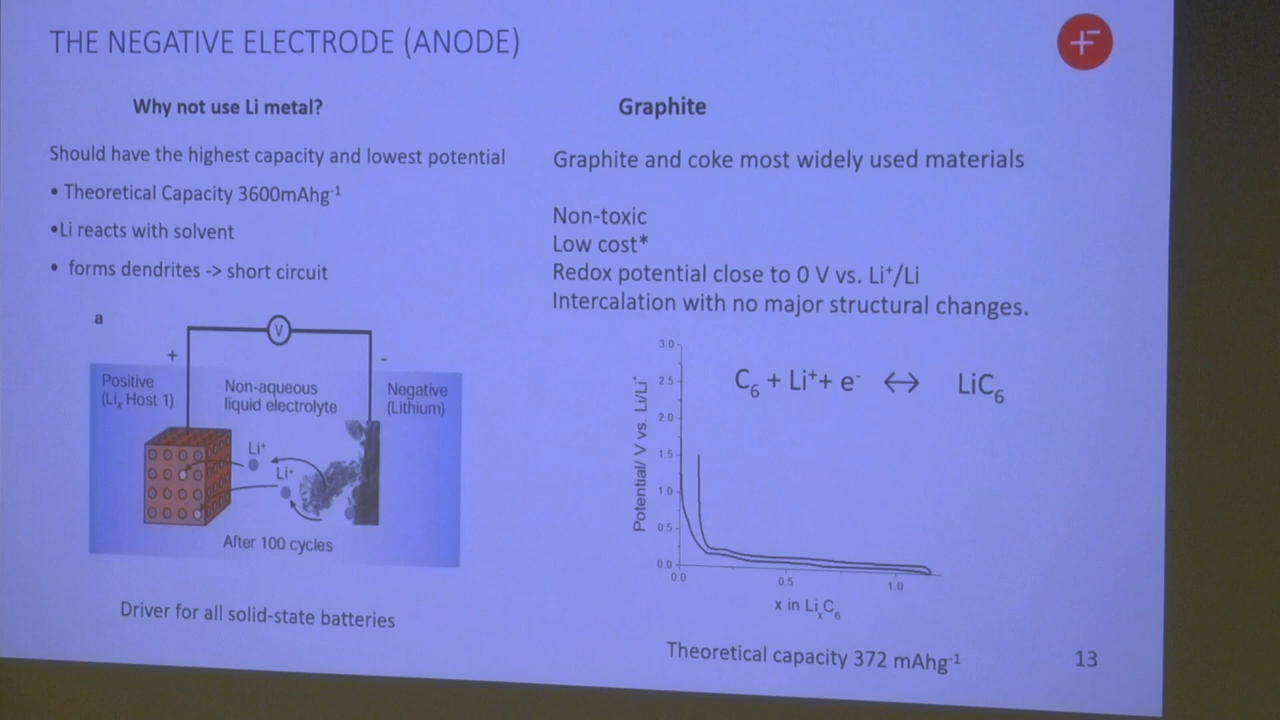 THE NEGATIVE ELECTRODE (ANODE)
Why not use Li metal?
Should have the highest capacity and lowest potential
• Theoretical Capacity 3600mAhg⁻¹
•Li reacts with solvent
• forms dendrites -> short circuit
a
V
+
-
Positive
(Liₓ Host 1)
Non-aqueous
liquid electrolyte
Negative
(Lithium)
Li⁺
Li⁺
After 100 cycles
Driver for all solid-state batteries
Graphite
Graphite and coke most widely used materials
Non-toxic
Low cost*
Redox potential close to 0 V vs. Li⁺/Li
Intercalation with no major structural changes.
C₆ + Li⁺+ e⁻ ↔ LiC₆
Potential/ V vs. Li/Li⁺
3.0
2.5
2.0
1.5
1.0
0.5
0.0
0.0 0.5 1.0
x in LiₓC₆
Theoretical capacity 372 mAhg⁻¹
13